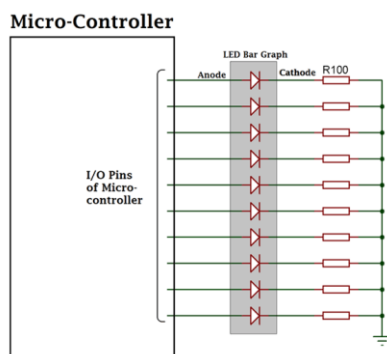 Micro-Controller
LED Bar Graph
Anode
Cathode
R100
I/O Pins
of Micro-
controller